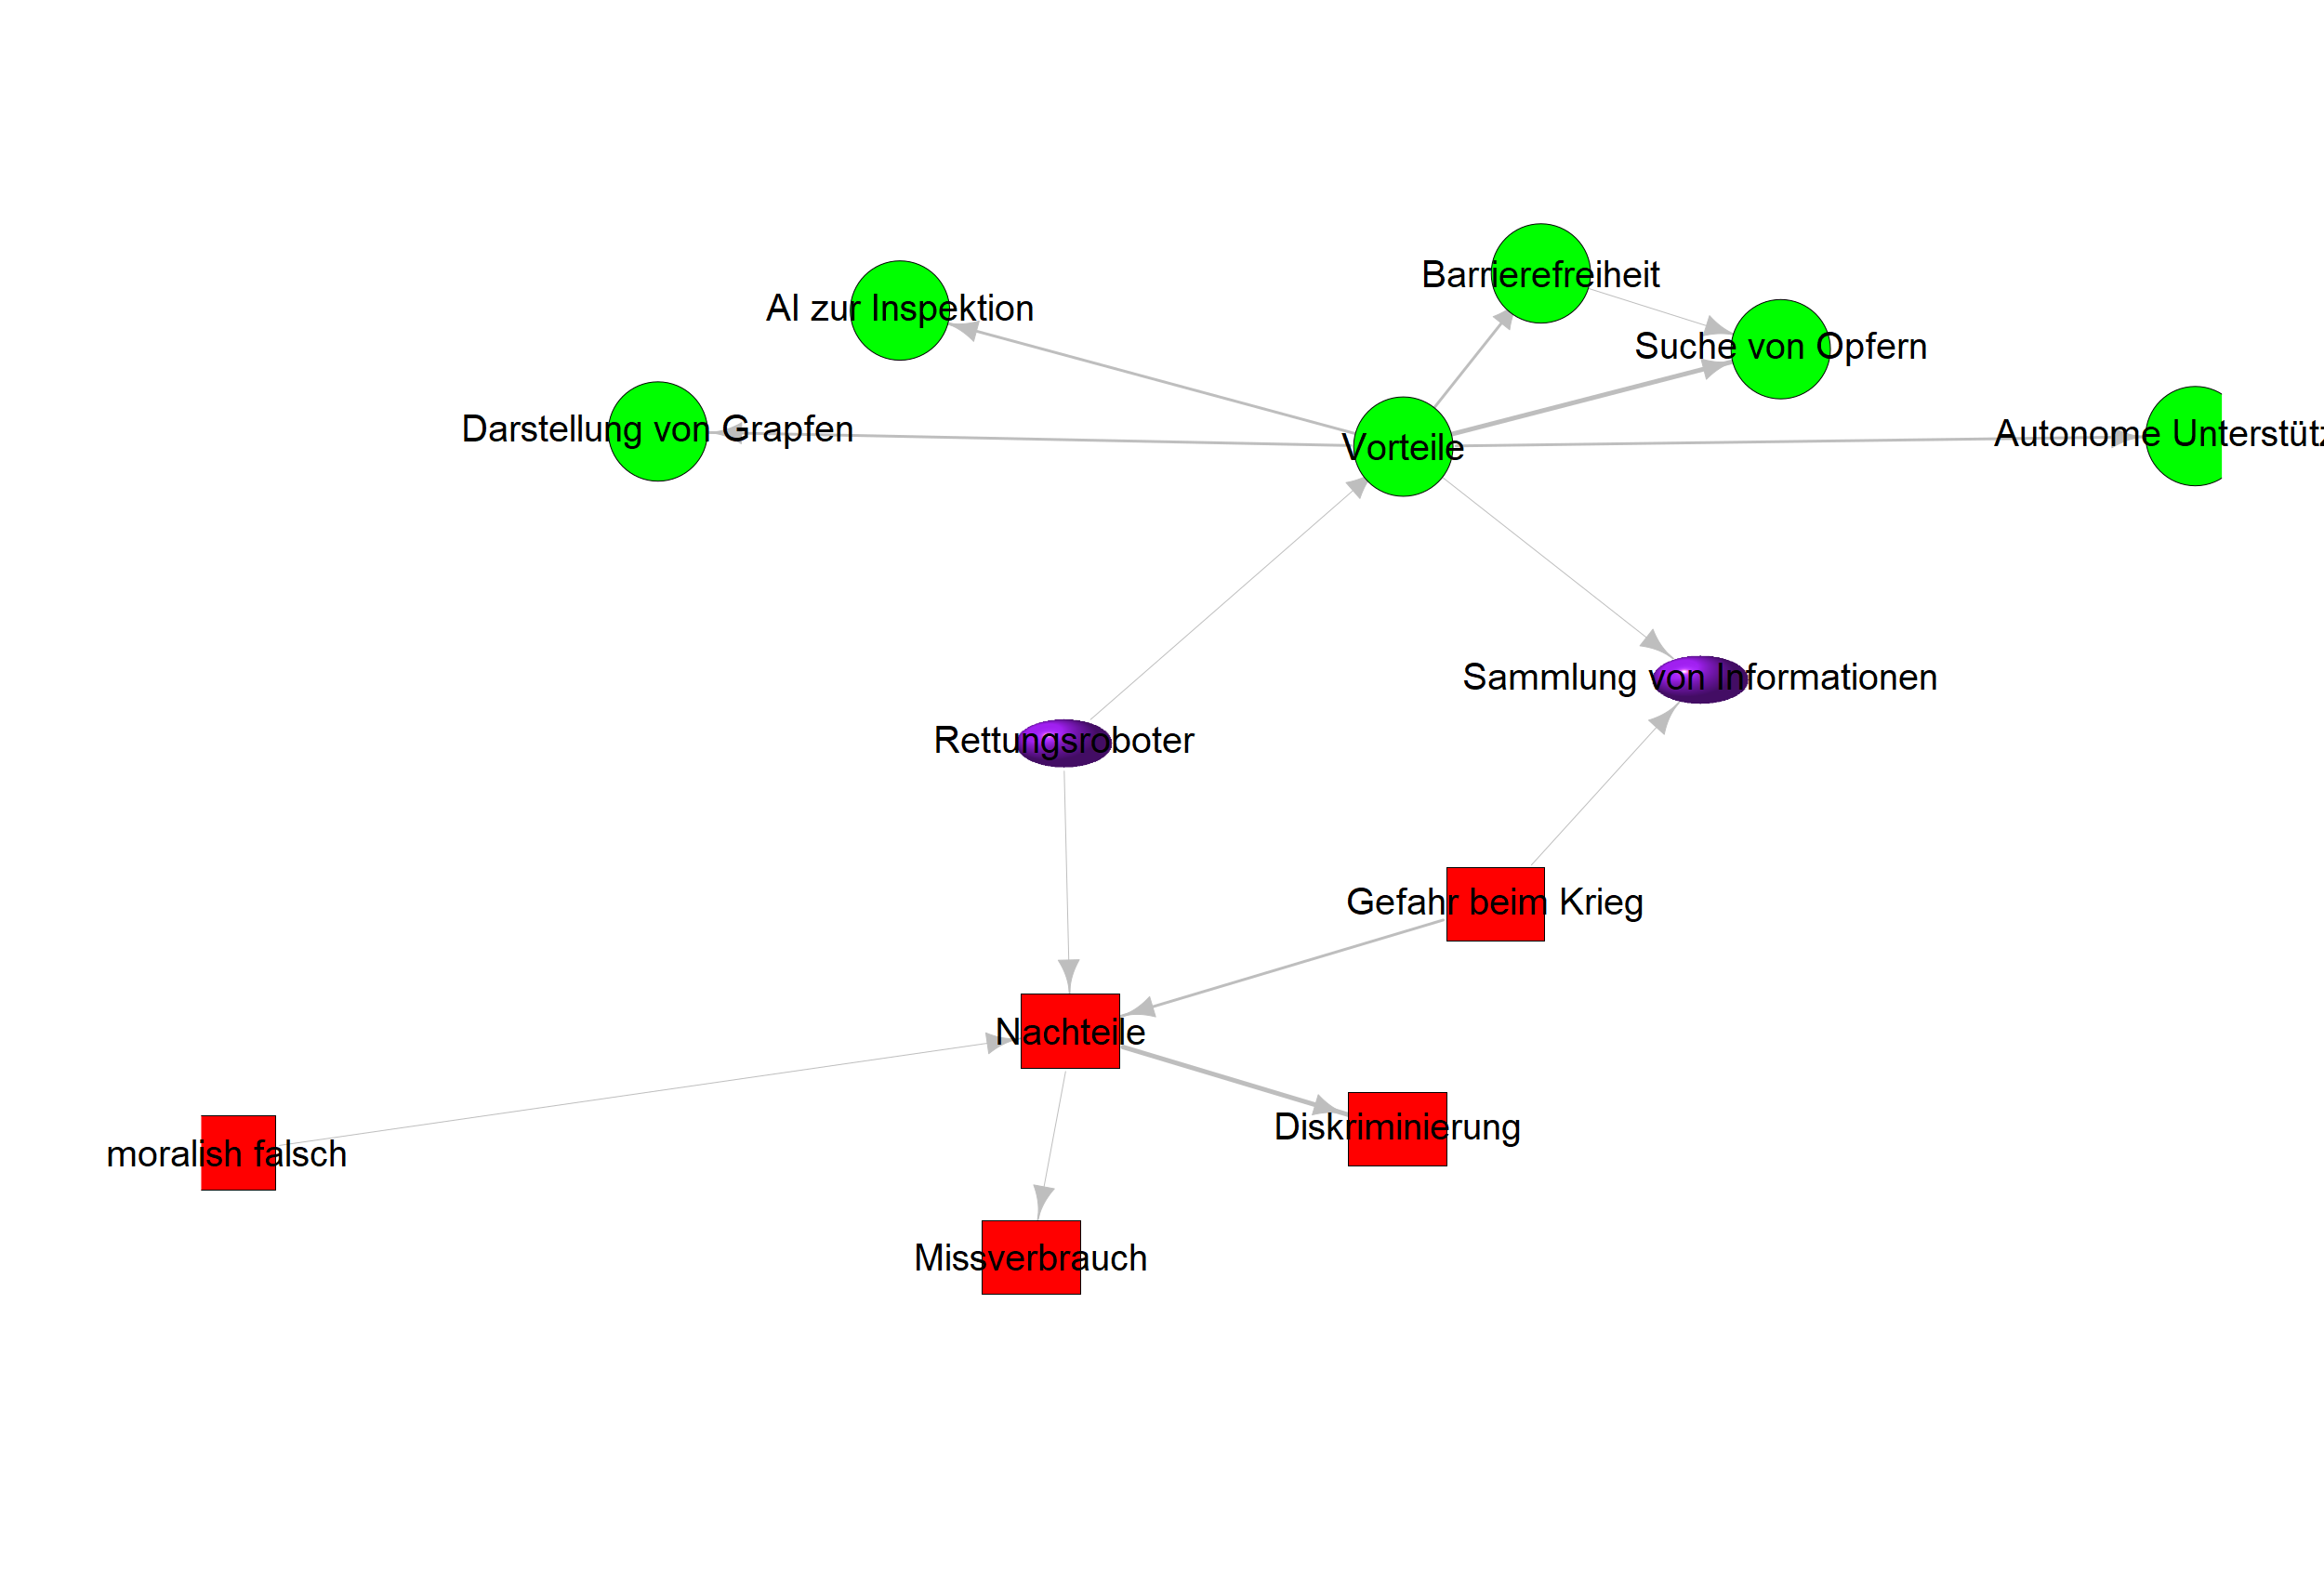 Barrierefreiheit
AI zur Inspektion
Suche von Opfern
Darstellung von Grapfen
Vorteile
Autonome Unterstütz
Sammlung von Informationen
Rettungsroboter
Gefahr beim Krieg
Nachteile
Diskriminierung
moralish falsch
Missverbrauch